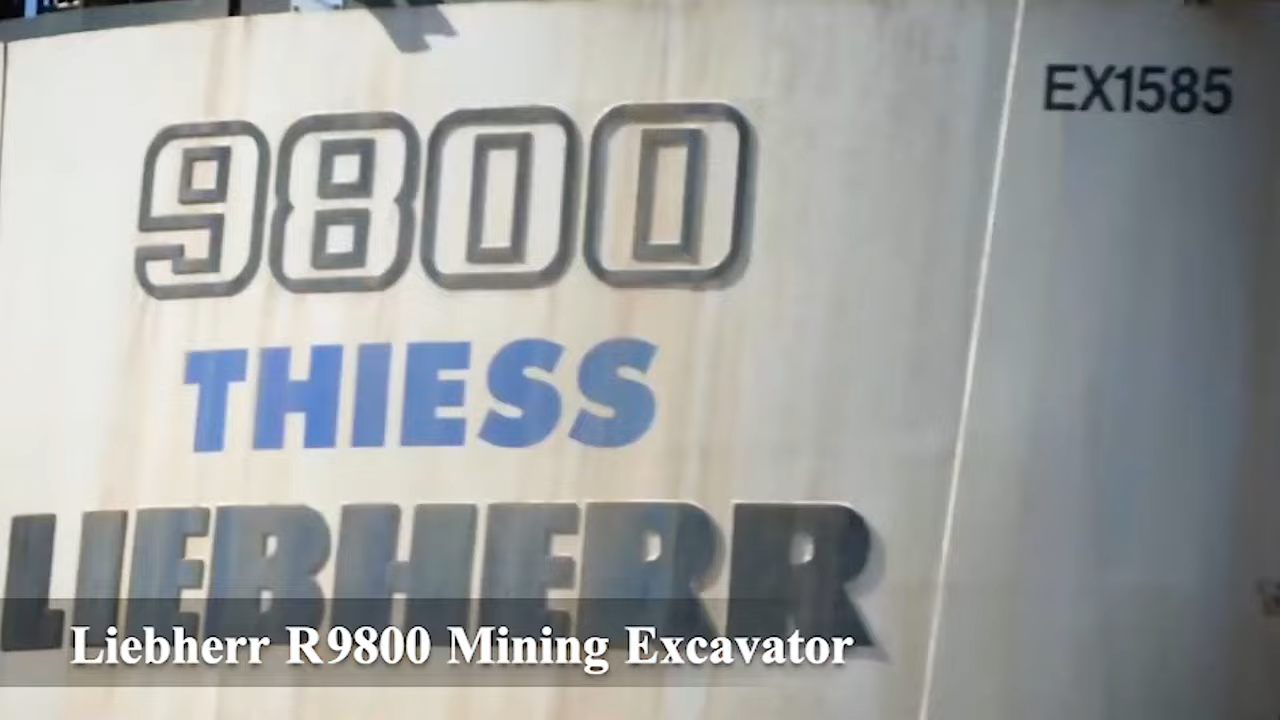 EX1585
9800
THIESS
LIEBHERR
Liebherr R9800 Mining Excavator